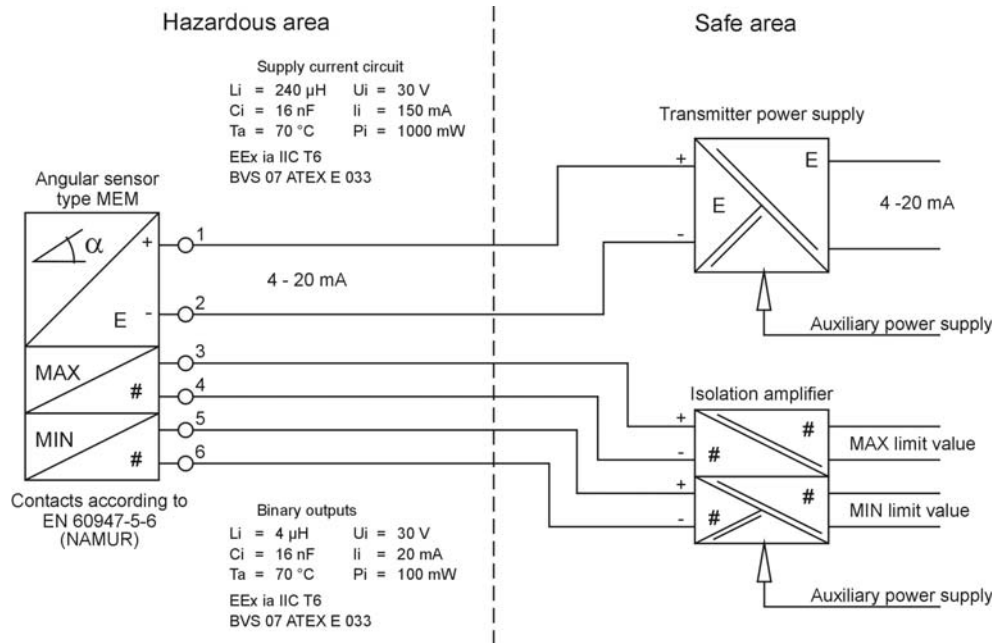 Hazardous area
Safe area
Supply current circuit
Li = 240 µH Ui = 30 V
Ci = 16 nF Ii = 150 mA
Ta = 70 °C Pi = 1000 mW
EEx ia IIC T6
BVS 07 ATEX E 033
Transmitter power supply
+
E
E
-
4 -20 mA
Auxiliary power supply
Angular sensor
type MEM
α
+
1
4 - 20 mA
E
-
2
MAX
#
3
4
MIN
#
5
6
Contacts according to
EN 60947-5-6
(NAMUR)
Isolation amplifier
+
#
-
#
MAX limit value
+
#
-
#
MIN limit value
Auxiliary power supply
Binary outputs
Li = 4 µH Ui = 30 V
Ci = 16 nF Ii = 20 mA
Ta = 70 °C Pi = 100 mW
EEx ia IIC T6
BVS 07 ATEX E 033